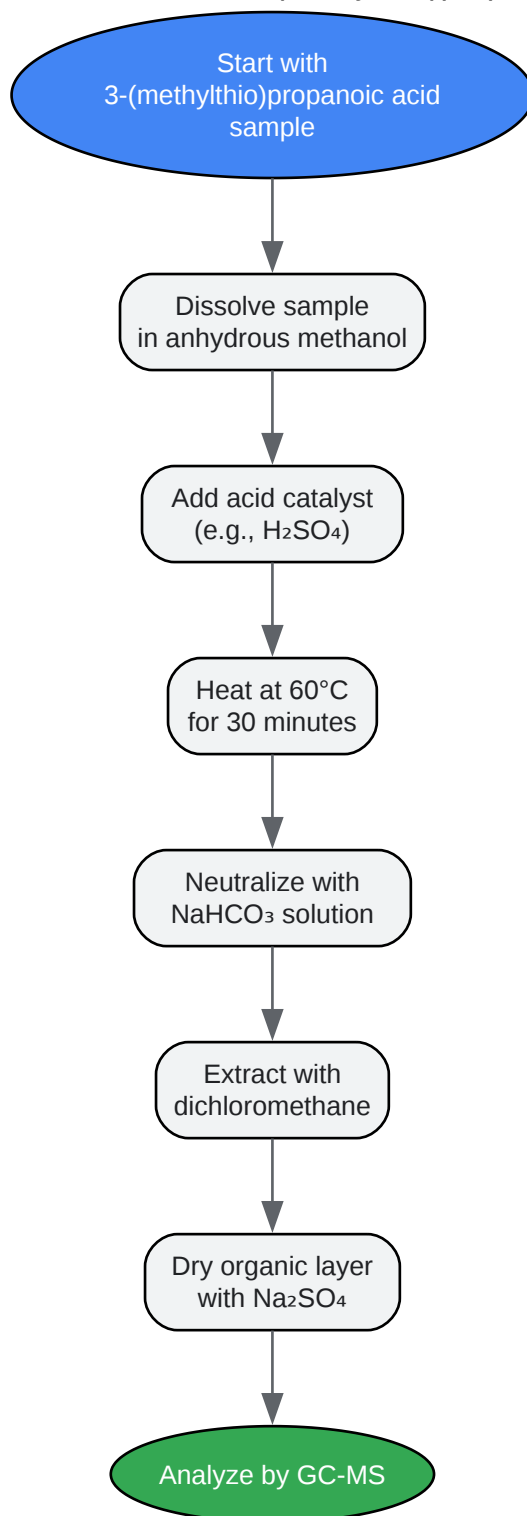 Start with
3-(methylthio)propanoic acid
sample
Dissolve sample
in anhydrous methanol
Add acid catalyst
(e.g., H₂SO₄)
Heat at 60°C
for 30 minutes
Neutralize with
NaHCO₃ solution
Extract with
dichloromethane
Dry organic layer
with Na₂SO₄
Analyze by GC-MS